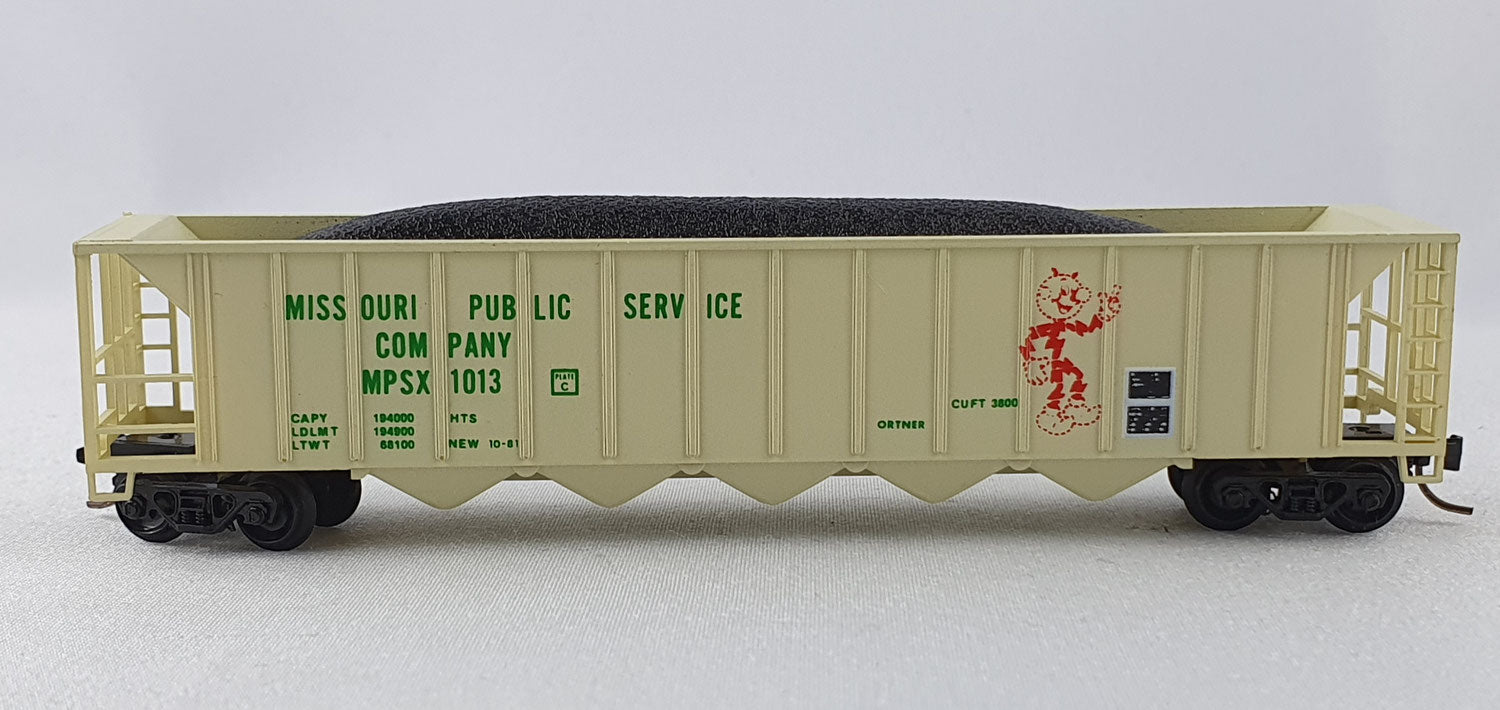 MISSOURI PUBLIC SERVICE
COMPANY
MPSX 1013
PLATE
C
CAPY 194000 HTS
LDLMT 194900
LTWT 68100 NEW 10-81
ORTNER
CUFT 3800